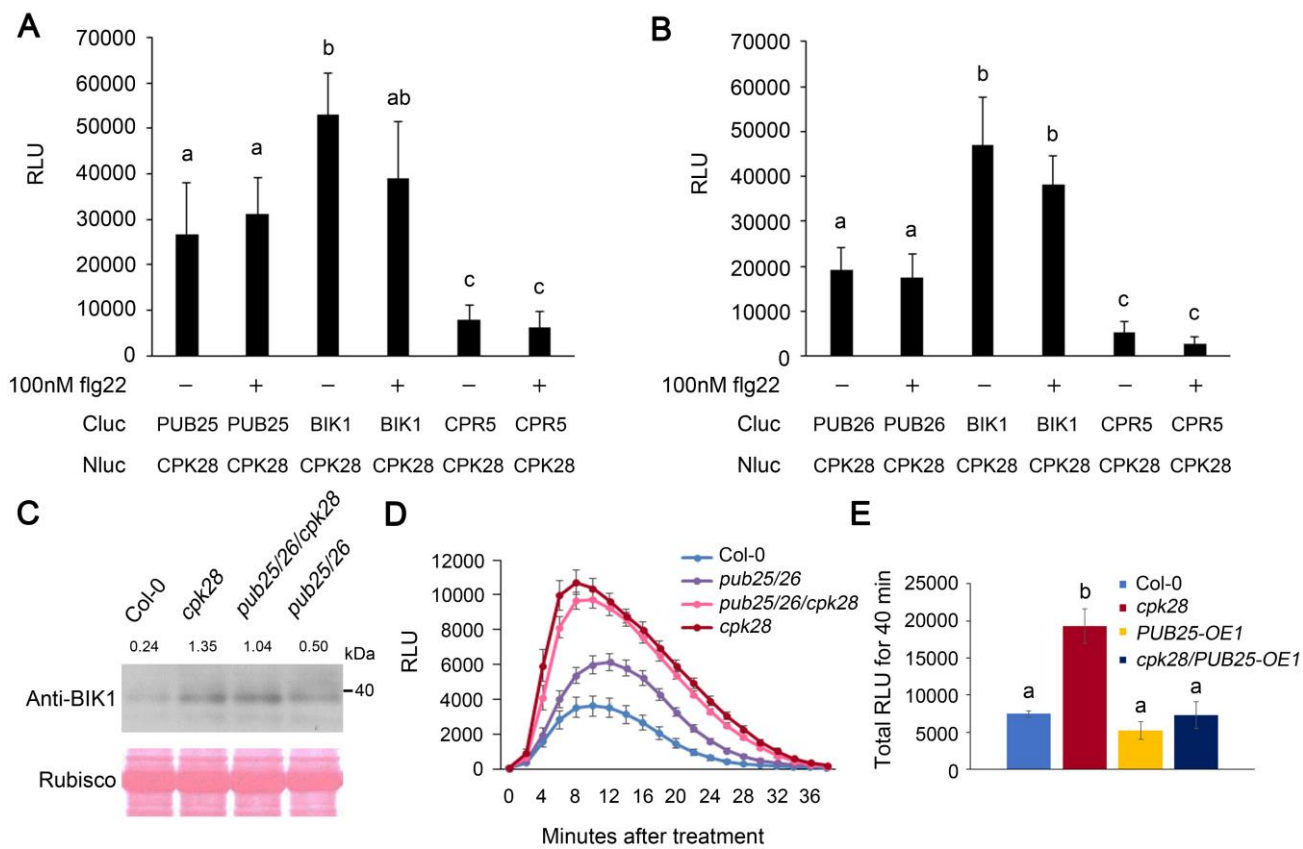 A
70000
60000
50000
40000
30000
20000
10000
0
RLU
a
a
b
ab
c
c
100nM flg22
− + − + − +
Cluc PUB25 PUB25 BIK1 BIK1 CPR5 CPR5
Nluc CPK28 CPK28 CPK28 CPK28 CPK28 CPK28
B
70000
60000
50000
40000
30000
20000
10000
0
RLU
a
a
b
b
c
c
− + − + − +
PUB26 PUB26 BIK1 BIK1 CPR5 CPR5
Cluc
Nluc
CPK28 CPK28 CPK28 CPK28 CPK28 CPK28
100nM flg22
C
Col-0
cpk28
pub25/26/cpk28
pub25/26
0.24 1.35 1.04 0.50 kDa
Anti-BIK1
40
Rubisco
D
12000
10000
8000
6000
4000
2000
0
RLU
Col-0
pub25/26
pub25/26/cpk28
cpk28
0 4 8 12 16 20 24 28 32 36
Minutes after treatment
E
25000
20000
15000
10000
5000
0
Total RLU for 40 min
a
b
a
a
Col-0
cpk28
PUB25-OE1
cpk28/PUB25-OE1